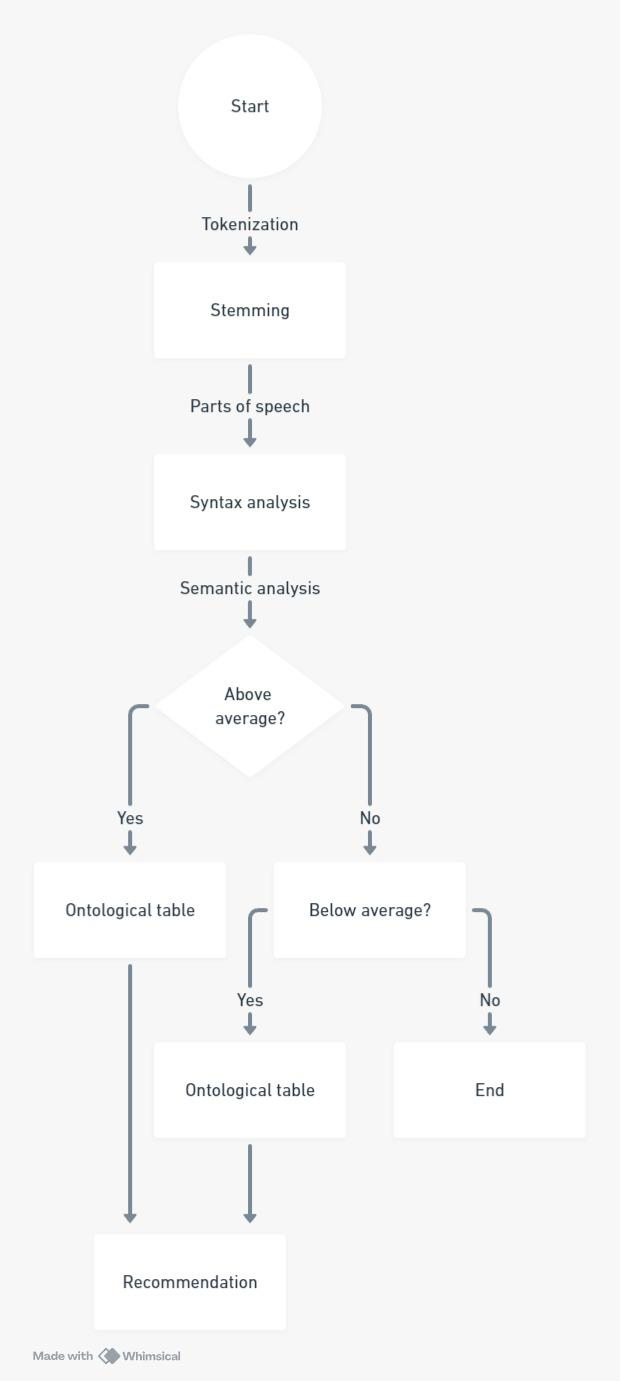 Start
Tokenization
Stemming
Parts of speech
Syntax analysis
Semantic analysis
Above
average?
Yes
No
Ontological table
Below average?
Yes
No
Ontological table
End
Recommendation
Made with Whimsical